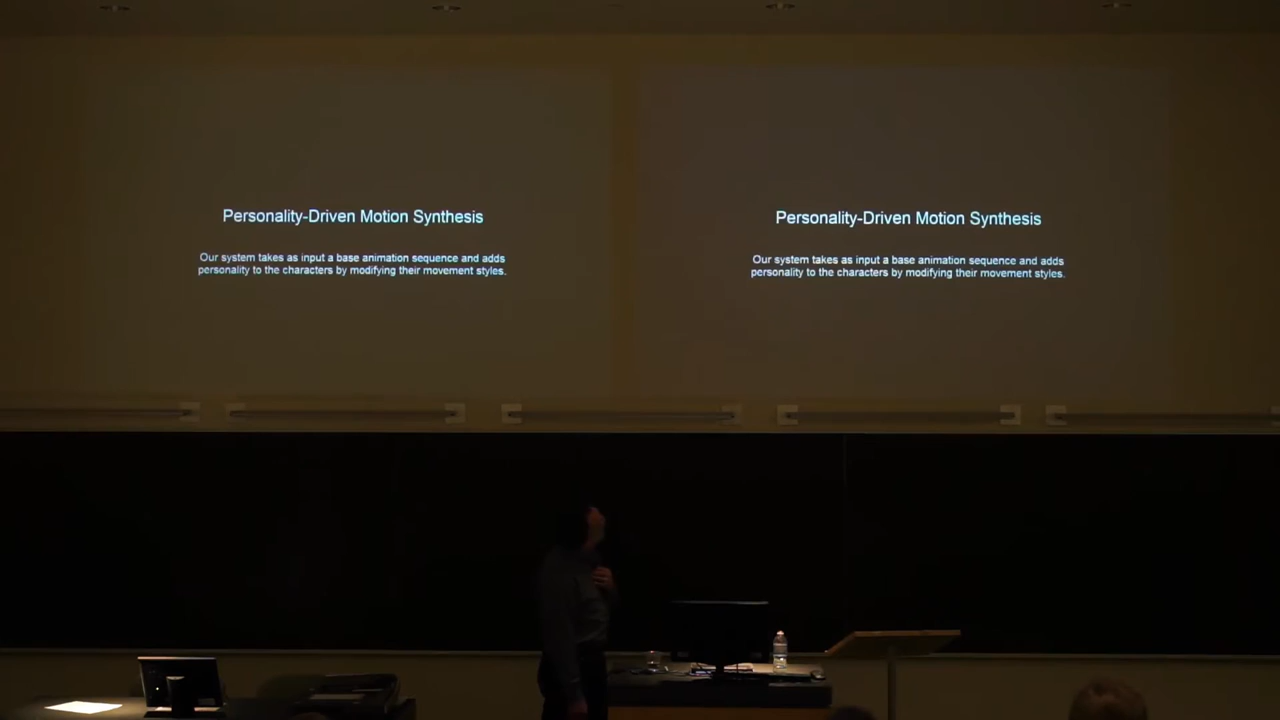 Personality-Driven Motion Synthesis
Our system takes as input a base animation sequence and adds
personality to the characters by modifying their movement styles.
Personality-Driven Motion Synthesis
Our system takes as input a base animation sequence and adds
personality to the characters by modifying their movement styles.